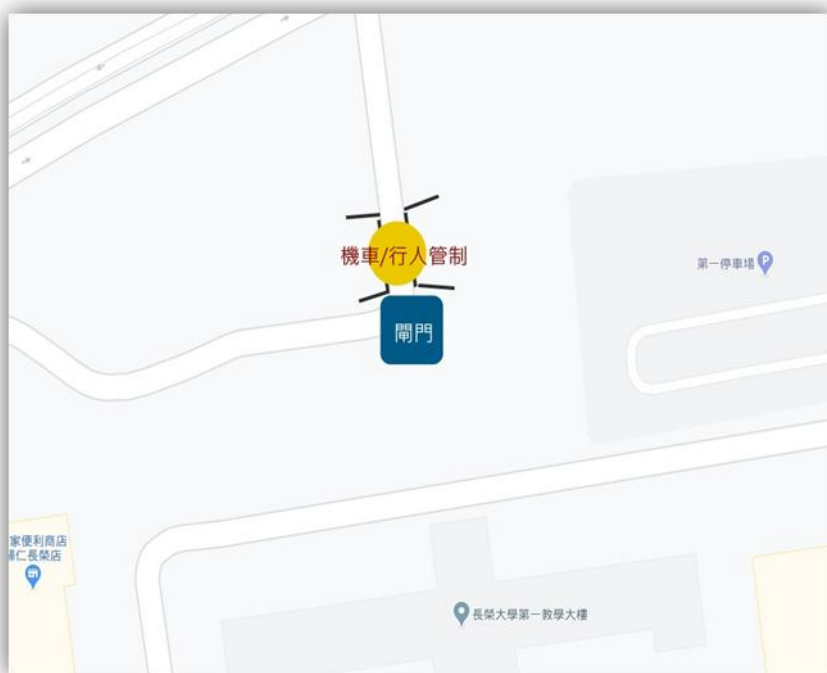 機車/行人管制
第一停車場
P
閘門
家便利商店
歸仁長榮店
長榮大學第一教學大樓